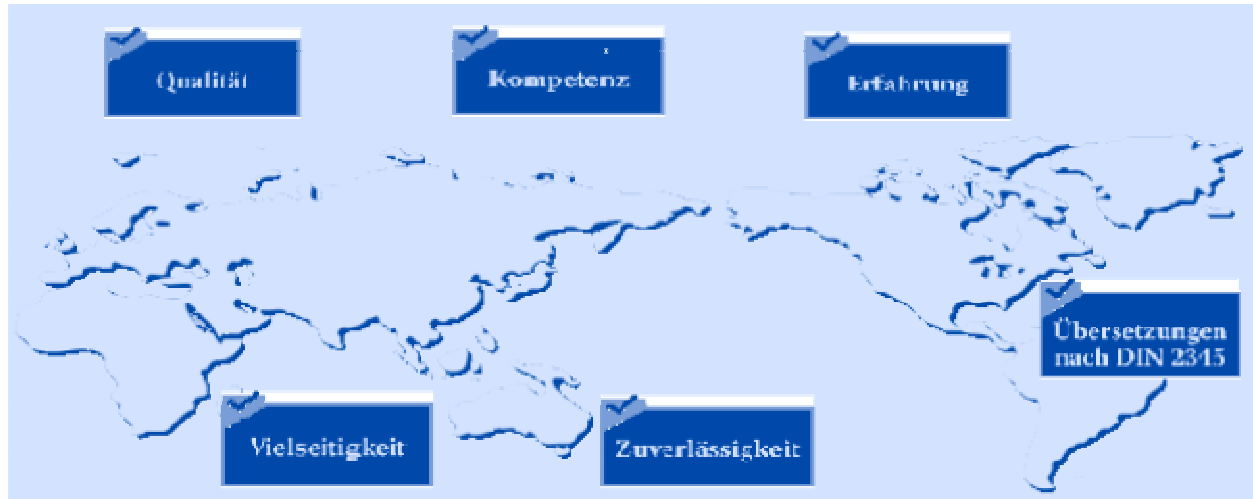 Qualität
Kompetenz
Erfahrung
Übersetzungen
nach DIN 2345
Vielseitigkeit
Zuverlässigkeit